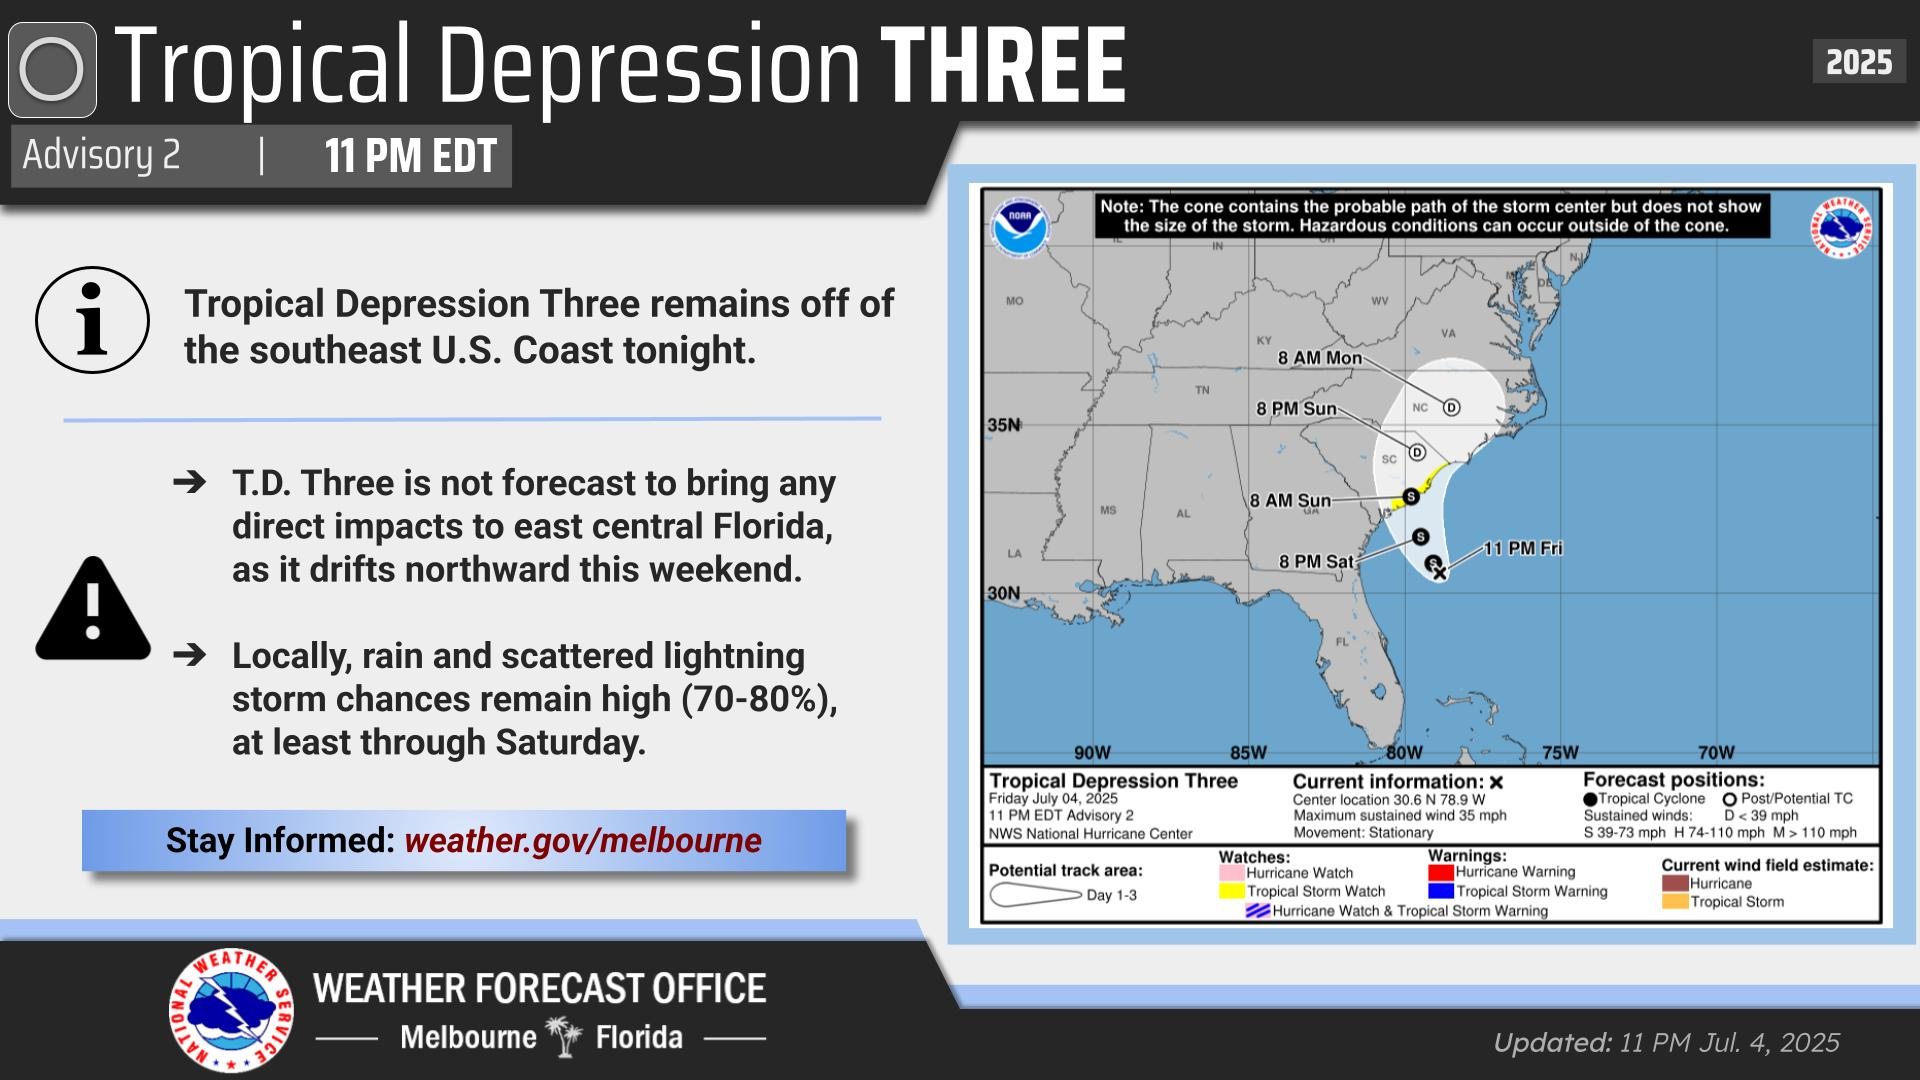 Tropical Depression THREE
2025
Advisory 2 | 11 PM EDT
Tropical Depression Three remains off of
the southeast U.S. Coast tonight.
➔ T.D. Three is not forecast to bring any
direct impacts to east central Florida,
as it drifts northward this weekend.
➔ Locally, rain and scattered lightning
storm chances remain high (70-80%),
at least through Saturday.
Stay Informed: weather.gov/melbourne
NATIONAL WEATHER SERVICE
WEATHER FORECAST OFFICE
Melbourne Florida
Note: The cone contains the probable path of the storm center but does not show
the size of the storm. Hazardous conditions can occur outside of the cone.
NOAA
NATIONAL WEATHER SERVICE
IN
MO
WV
DE
VA
KY
8 AM Mon
TN
NC
8 PM Sun
35N
SC
8 AM Sun
MS
AL
GA
11 PM Fri
LA
8 PM Sat
30N
FL
D
D
S
S
S
90W
85W
80W
75W
70W
Tropical Depression Three
Friday July 04, 2025
11 PM EDT Advisory 2
NWS National Hurricane Center
Current information: ×
Center location 30.6 N 78.9 W
Maximum sustained wind 35 mph
Movement: Stationary
Forecast positions:
Tropical Cyclone Post/Potential TC
Sustained winds: D < 39 mph
S 39-73 mph H 74-110 mph M > 110 mph
Potential track area:
Day 1-3
Watches:
Hurricane Watch
Tropical Storm Watch
Warnings:
Hurricane Warning
Tropical Storm Warning
Hurricane Watch & Tropical Storm Warning
Current wind field estimate:
Hurricane
Tropical Storm
Updated: 11 PM Jul. 4, 2025